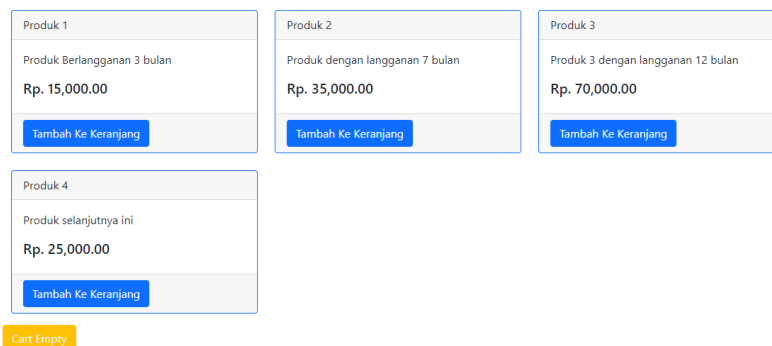 Produk 1
Produk Berlangganan 3 bulan
Rp. 15,000.00
Tambah Ke Keranjang
Produk 2
Produk dengan langganan 7 bulan
Rp. 35,000.00
Tambah Ke Keranjang
Produk 3
Produk 3 dengan langganan 12 bulan
Rp. 70,000.00
Tambah Ke Keranjang
Produk 4
Produk selanjutnya ini
Rp. 25,000.00
Tambah Ke Keranjang
Cart Empty